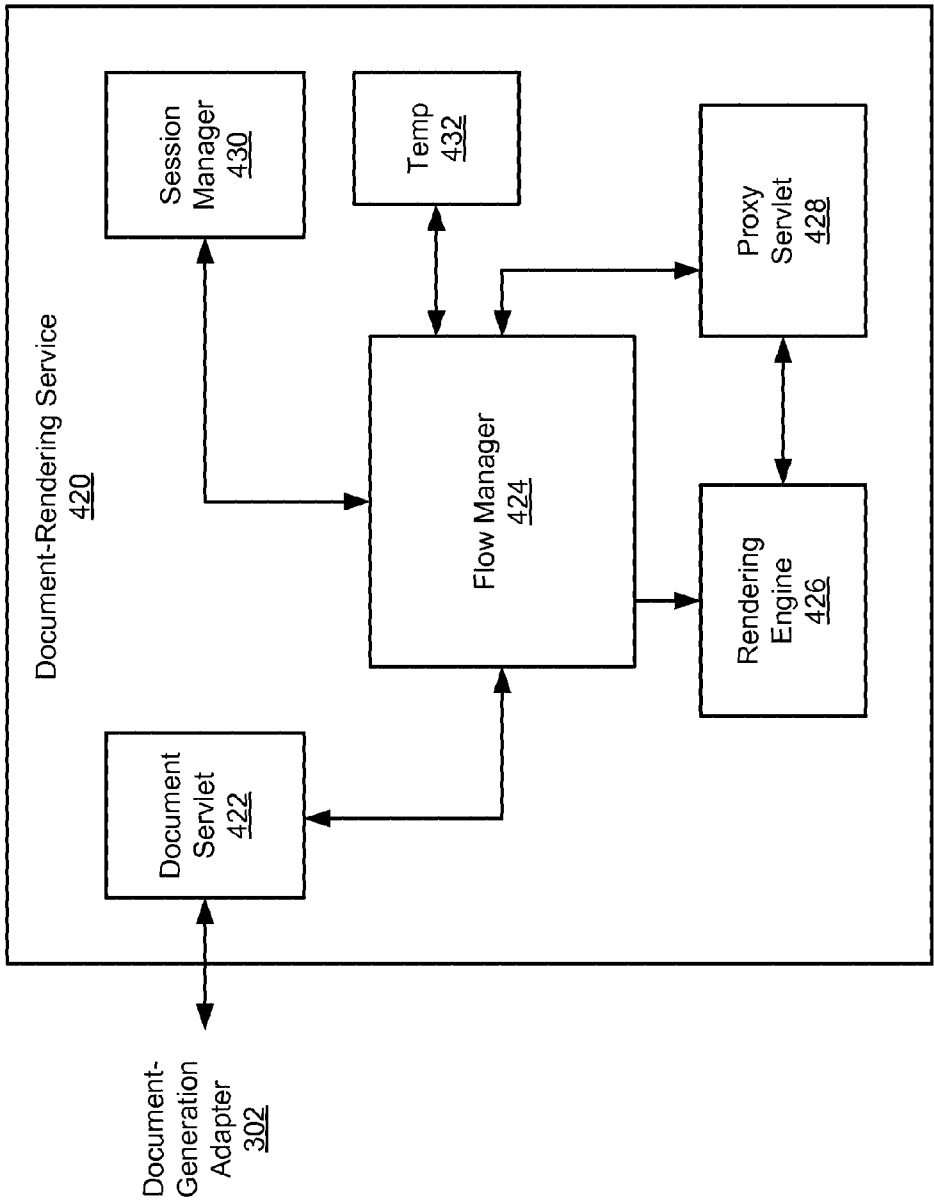 Document-Rendering Service
420
Document-
Generation
Adapter
302
Document
Servlet
422
Session
Manager
430
Flow Manager
424
Temp
432
Rendering
Engine
426
Proxy
Servlet
428